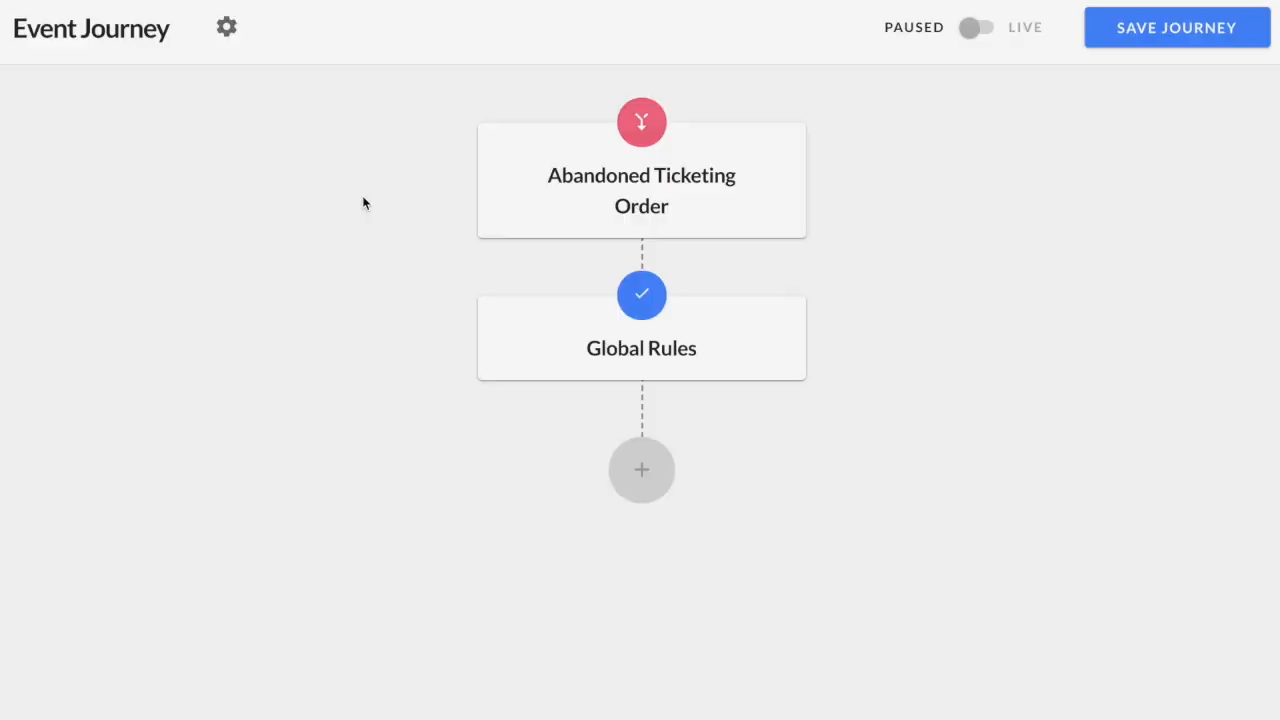 Event Journey
PAUSED
LIVE
SAVE JOURNEY
Abandoned Ticketing
Order
Global Rules